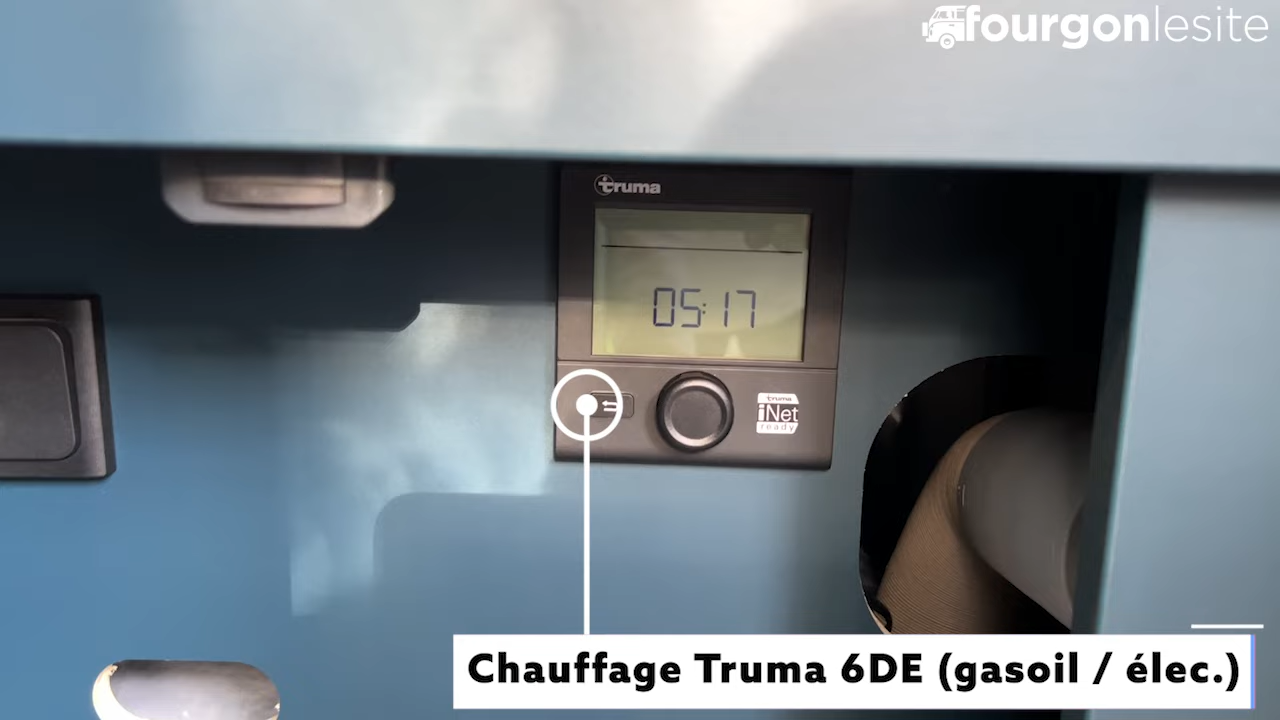 fourgonlesite
truma
05:17
truma
iNet
ready
Chauffage Truma 6DE (gasoil / élec.)